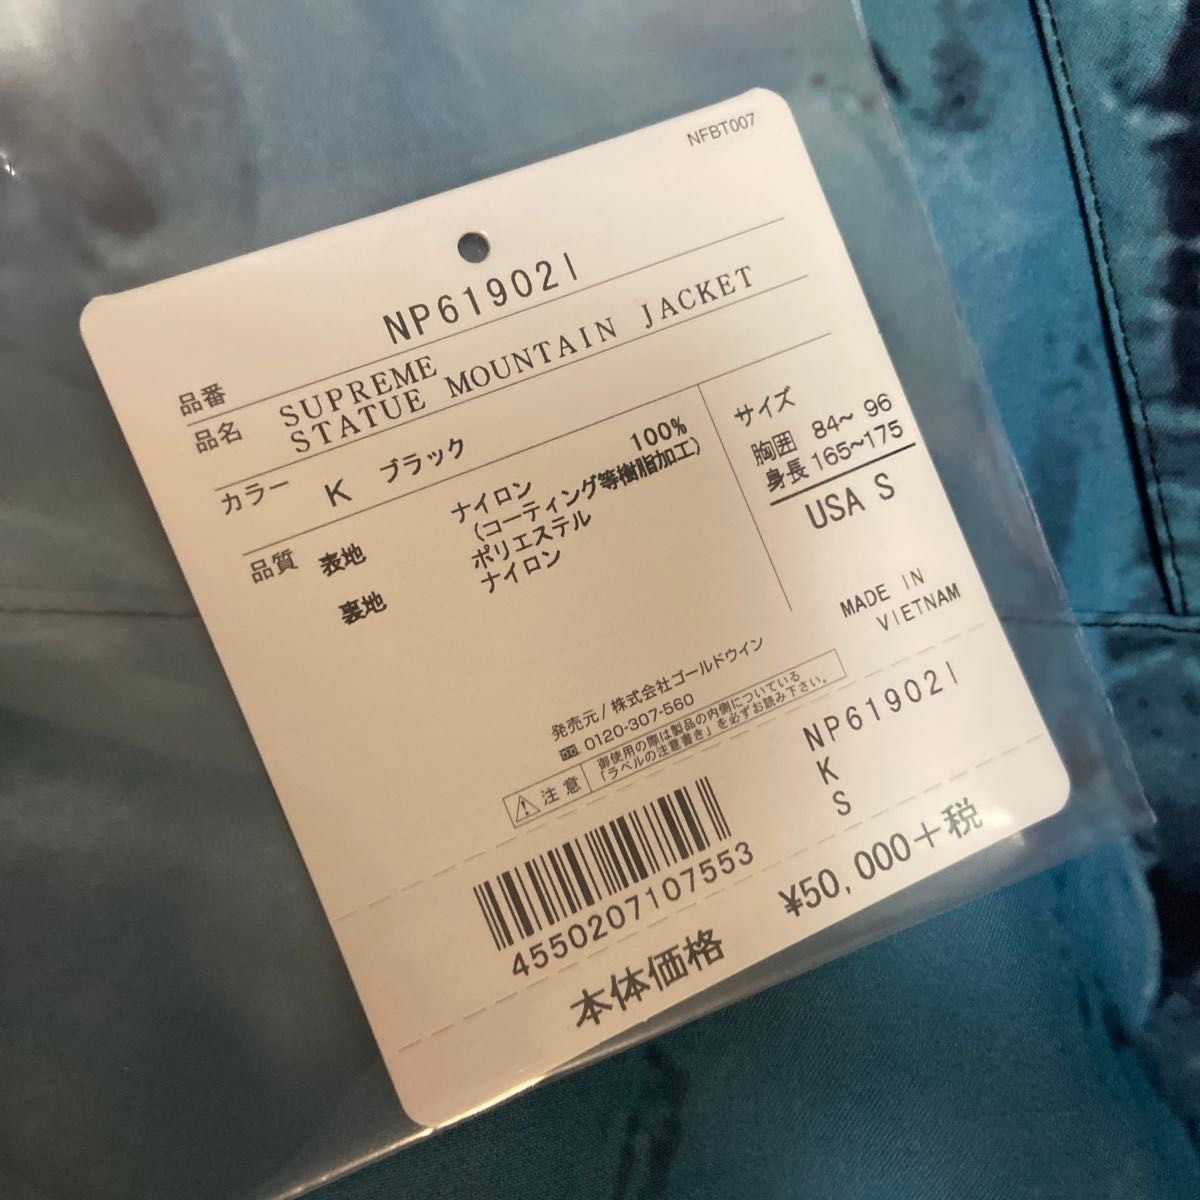 NFBT007
品番 NP61902I
品名 SUPREME
STATUE MOUNTAIN JACKET
カラー K ブラック
品質 表地 ナイロン 100%
(コーティング等樹脂加工)
ポリエステル
裏地 ナイロン
サイズ
胸囲 84~ 96
身長 165~175
USA S
MADE IN
VIETNAM
発売元/株式会社ゴールドウイン
0120-307-560
注意 御使用の際は製品の内側についている
「ラベルの注意書き」を必ずお読み下さい。
NP61902I
K
S
4550207107553
本体価格 ¥50,000+税